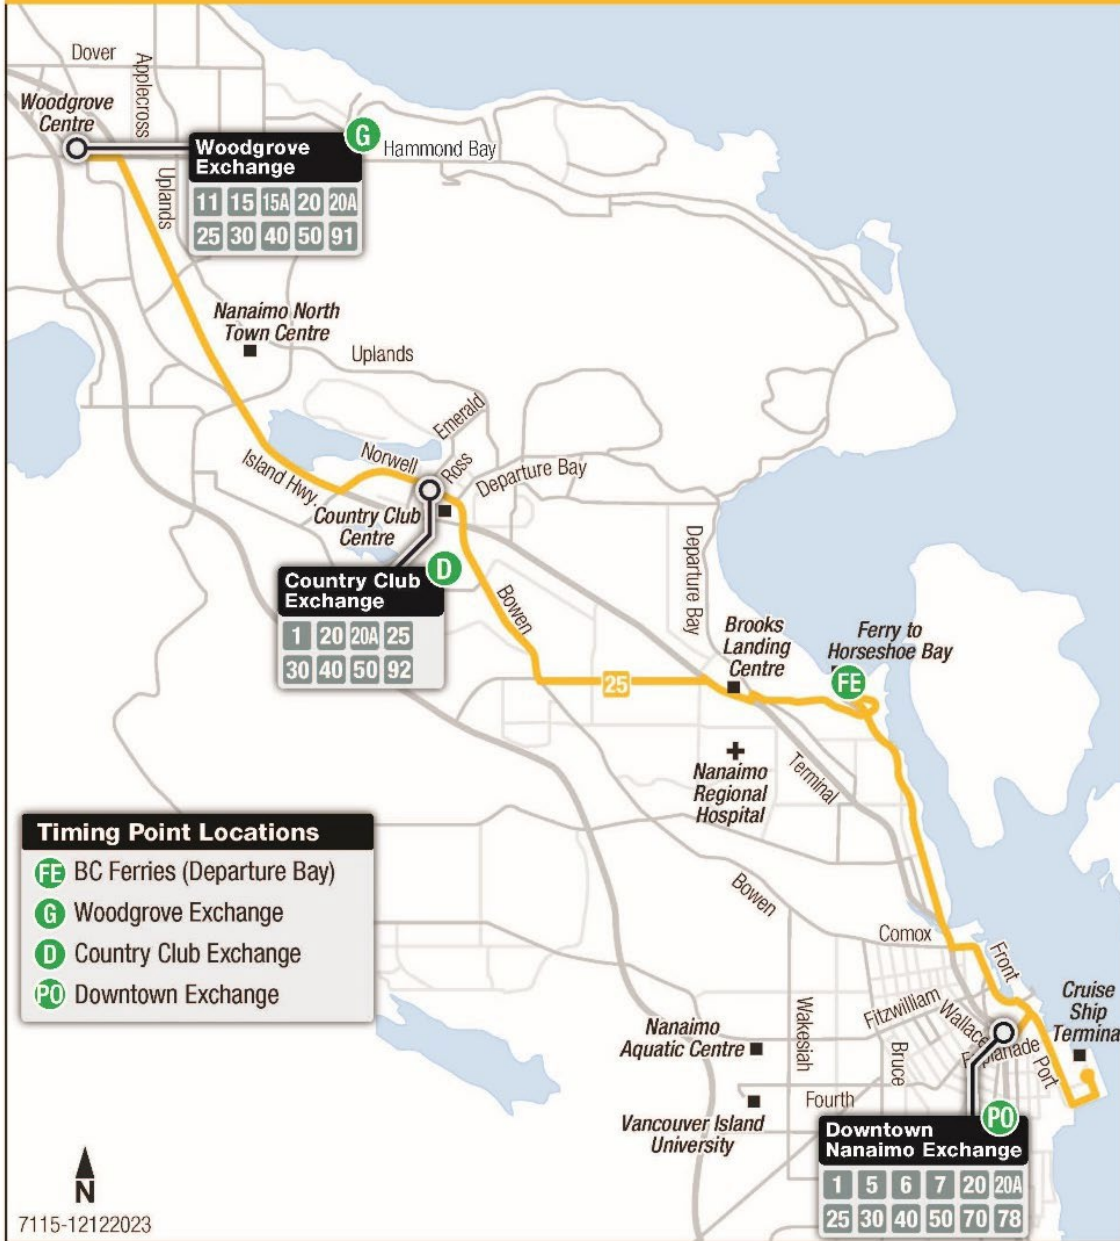 Dover
Applecross
Woodgrove
Centre
Woodgrove
Exchange
G
Hammond Bay
11 15 15A 20 20A
25 30 40 50 91
Uplands
Nanaimo North
Town Centre
Uplands
Emerald
Norwell
Ross
Island Hwy.
Departure Bay
Country Club
Centre
D
Country Club
Exchange
1 20 20A 25
30 40 50 92
Bowen
Departure Bay
Brooks
Landing
Centre
Ferry to
Horseshoe Bay
FE
25
Nanaimo
Regional
Hospital
Terminal
Timing Point Locations
FE BC Ferries (Departure Bay)
G Woodgrove Exchange
D Country Club Exchange
PO Downtown Exchange
Bowen
Comox
Front
Fitzwilliam
Wallace
Esplanade
Port
Cruise
Ship
Terminal
Wakesiah
Bruce
Nanaimo
Aquatic Centre
Fourth
Vancouver Island
University
PO
Downtown
Nanaimo Exchange
1 5 6 7 20 20A
25 30 40 50 70 78
N
7115-12122023